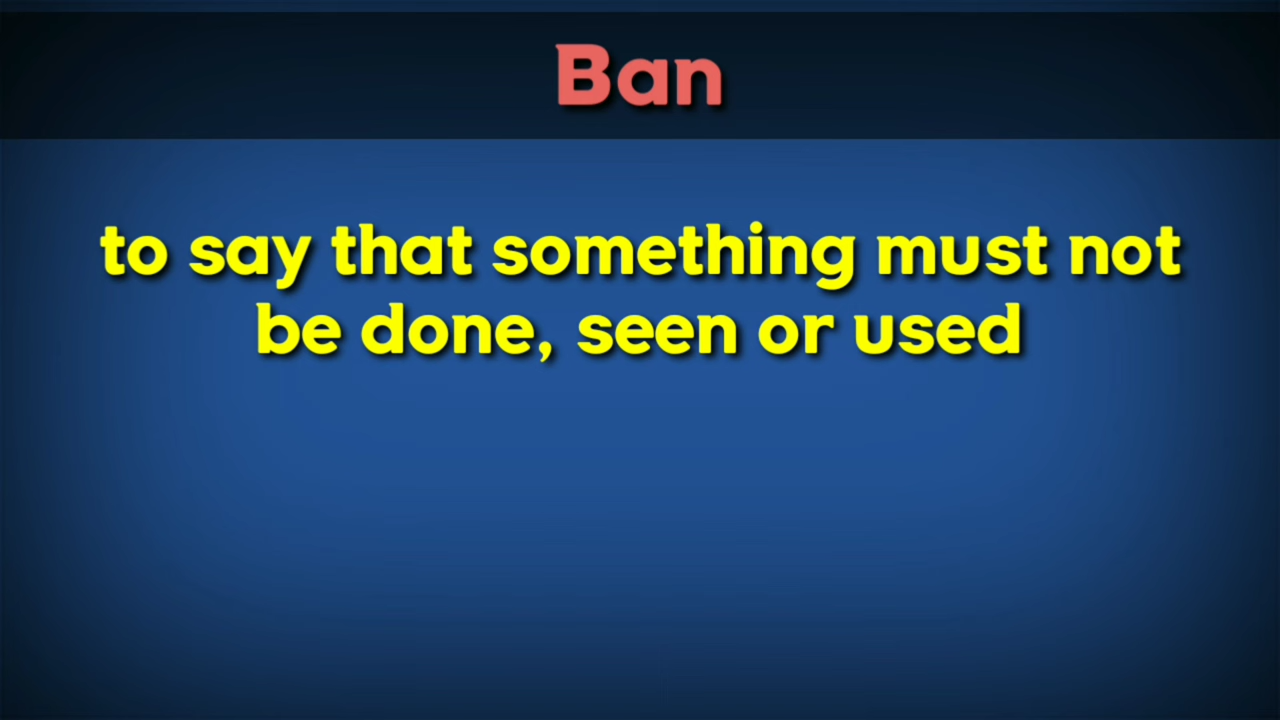 Ban
to say that something must not
be done, seen or used